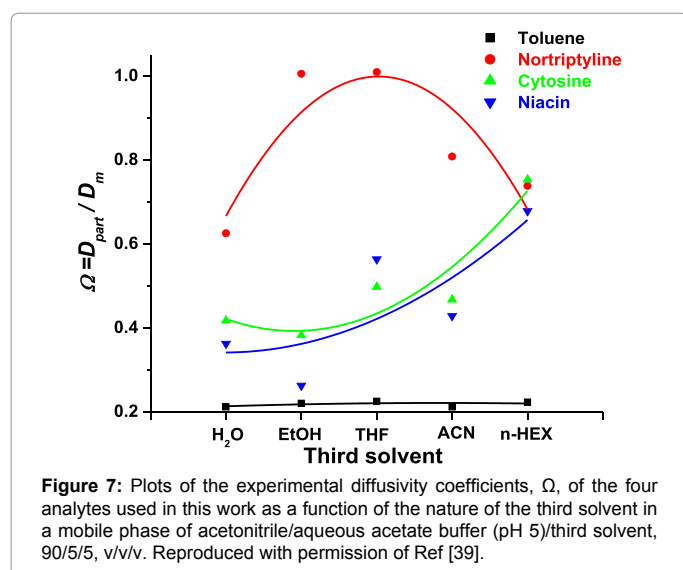 Toluene
Nortriptyline
Cytosine
Niacin
1.0
0.8
0.6
0.4
0.2
Ω=D_part / D_m
H₂O EtOH THF ACN n-HEX
Third solvent
Figure 7: Plots of the experimental diffusivity coefficients, Ω, of the four
analytes used in this work as a function of the nature of the third solvent in
a mobile phase of acetonitrile/aqueous acetate buffer (pH 5)/third solvent,
90/5/5, v/v/v. Reproduced with permission of Ref [39].